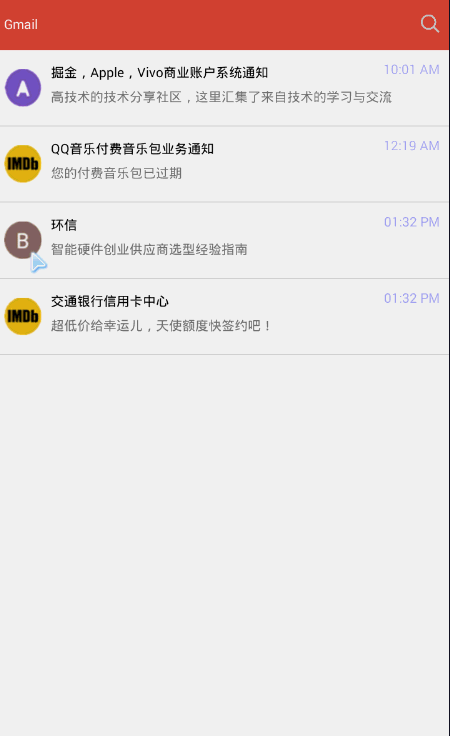 Gmail
掘金，Apple，Vivo商业账户系统通知 10:01 AM
A
高技术的技术分享社区，这里汇集了来自技术的学习与交流
QQ音乐付费音乐包业务通知 12:19 AM
IMDb
您的付费音乐包已过期
环信 01:32 PM
B
智能硬件创业供应商选型经验指南
交通银行信用卡中心 01:32 PM
IMDb
超低价给幸运儿，天使额度快签约吧！